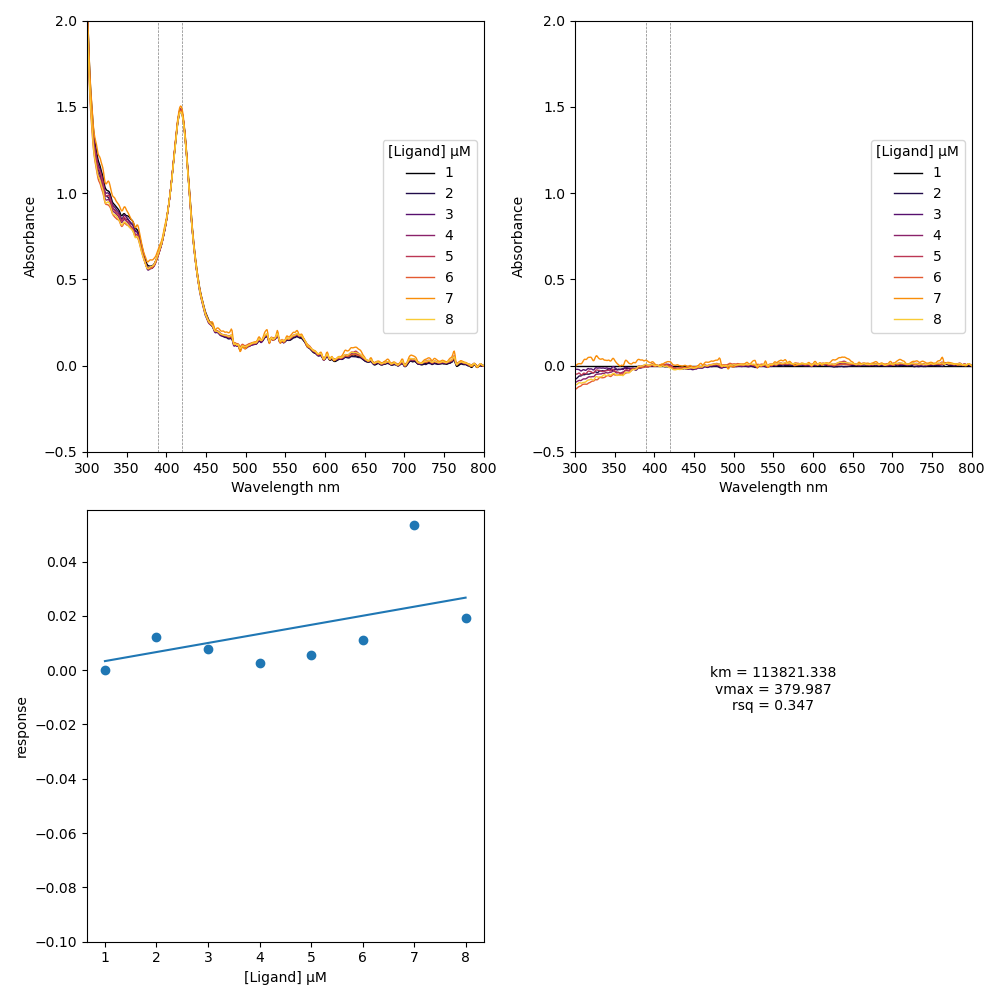 2.0
1.5
1.0
0.5
0.0
−0.5
Absorbance
300 350 400 450 500 550 600 650 700 750 800
Wavelength nm
[Ligand] μM
1
2
3
4
5
6
7
8
2.0
1.5
1.0
0.5
0.0
−0.5
Absorbance
300 350 400 450 500 550 600 650 700 750 800
Wavelength nm
[Ligand] μM
1
2
3
4
5
6
7
8
0.04
0.02
0.00
−0.02
−0.04
−0.06
−0.08
−0.10
response
1 2 3 4 5 6 7 8
[Ligand] μM
km = 113821.338
vmax = 379.987
rsq = 0.347